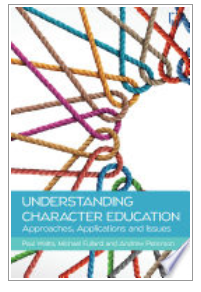 UNDERSTANDING
CHARACTER EDUCATION
Approaches, Applications and Issues
Paul Watts, Michael Fullard and Andrew Peterson